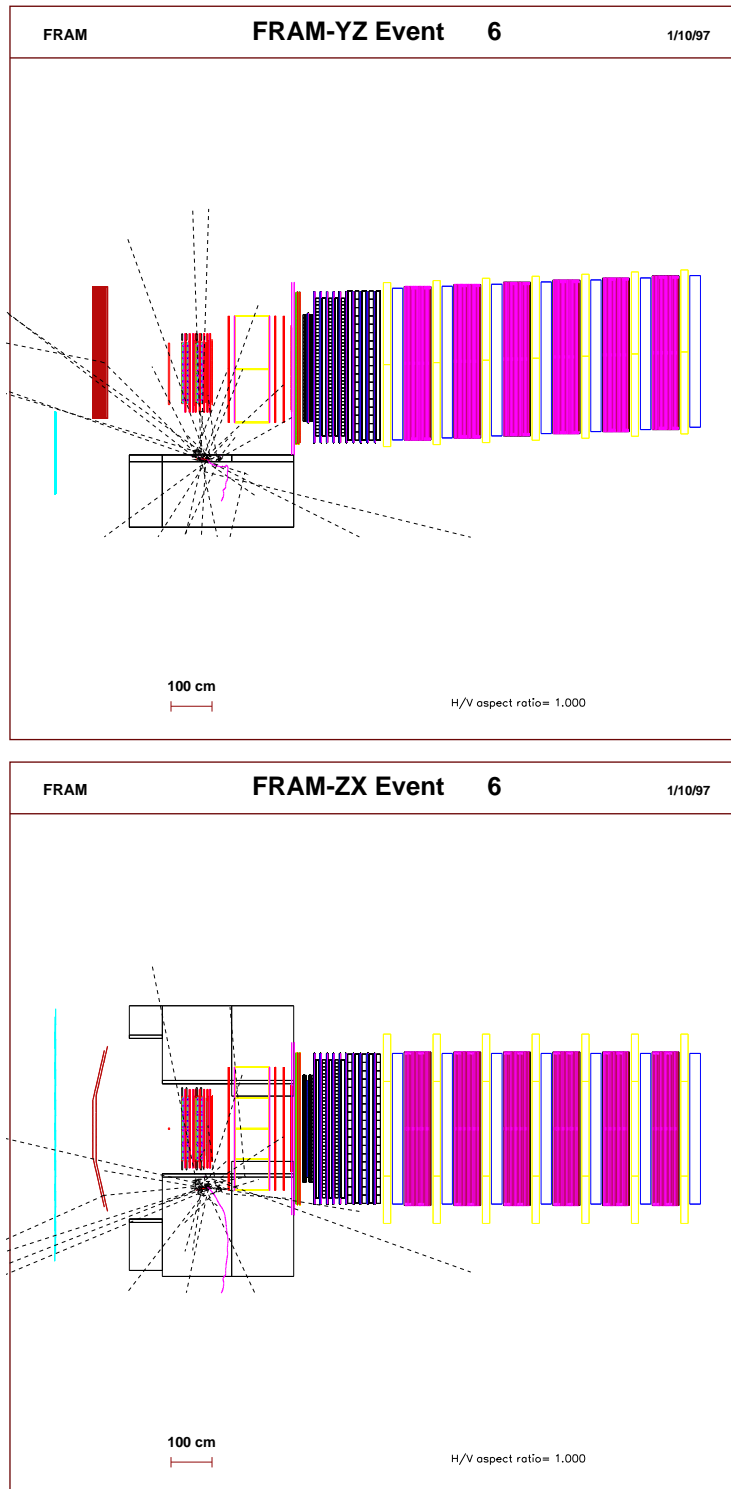 FRAM FRAM-YZ Event 6 1/10/97
100 cm
H/V aspect ratio= 1.000
FRAM FRAM-ZX Event 6 1/10/97
100 cm
H/V aspect ratio= 1.000